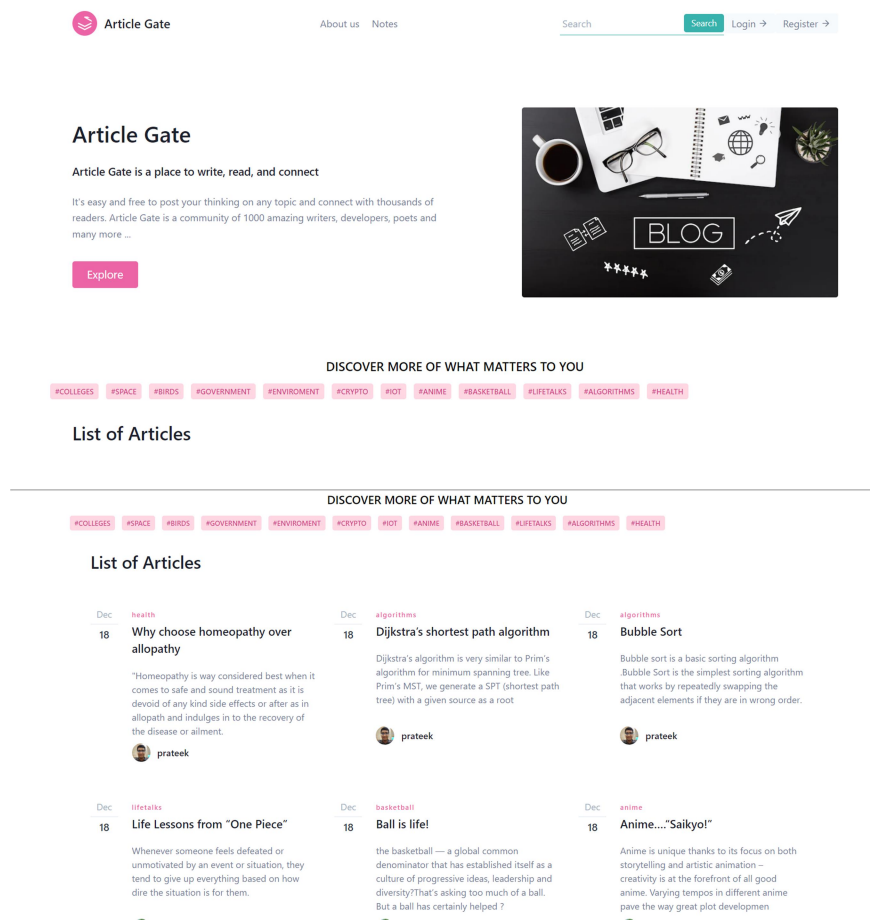 Article Gate
About us Notes
Search Search Login → Register →
Article Gate
Article Gate is a place to write, read, and connect
It's easy and free to post your thinking on any topic and connect with thousands of
readers. Article Gate is a community of 1000 amazing writers, developers, poets and
many more ...
Explore
BLOG
DISCOVER MORE OF WHAT MATTERS TO YOU
#COLLEGES #SPACE #BIRDS #GOVERNMENT #ENVIROMENT #CRYPTO #IOT #ANIME #BASKETBALL #LIFETALKS #ALGORITHMS #HEALTH
List of Articles
DISCOVER MORE OF WHAT MATTERS TO YOU
#COLLEGES #SPACE #BIRDS #GOVERNMENT #ENVIROMENT #CRYPTO #IOT #ANIME #BASKETBALL #LIFETALKS #ALGORITHMS #HEALTH
List of Articles
Dec
18
health
Why choose homeopathy over
allopathy
"Homeopathy is way considered best when it
comes to safe and sound treatment as it is
devoid of any kind side effects or after as in
allopath and indulges in to the recovery of
the disease or ailment.
prateek
Dec
18
algorithms
Dijkstra's shortest path algorithm
Dijkstra's algorithm is very similar to Prim's
algorithm for minimum spanning tree. Like
Prim's MST, we generate a SPT (shortest path
tree) with a given source as a root
prateek
Dec
18
algorithms
Bubble Sort
Bubble sort is a basic sorting algorithm
.Bubble Sort is the simplest sorting algorithm
that works by repeatedly swapping the
adjacent elements if they are in wrong order.
prateek
Dec
18
lifetalks
Life Lessons from “One Piece”
Whenever someone feels defeated or
unmotivated by an event or situation, they
tend to give up everything based on how
dire the situation is for them.
Dec
18
basketball
Ball is life!
the basketball — a global common
denominator that has established itself as a
culture of progressive ideas, leadership and
diversity?That's asking too much of a ball.
But a ball has certainly helped ?
Dec
18
anime
Anime....”Saikyo!”
Anime is unique thanks to its focus on both
storytelling and artistic animation –
creativity is at the forefront of all good
anime. Varying tempos in different anime
pave the way great plot developmen